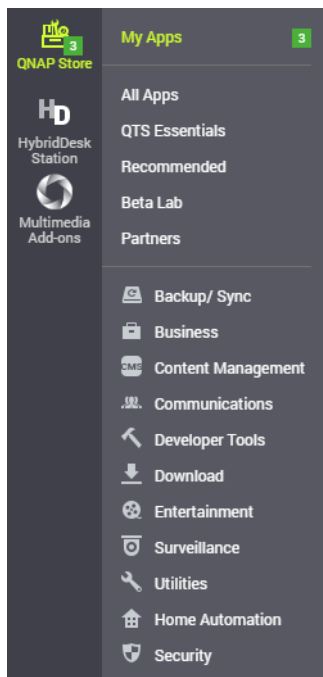 3
QNAP Store
HD
HybridDesk
Station
Multimedia
Add-ons
My Apps 3
All Apps
QTS Essentials
Recommended
Beta Lab
Partners
Backup/ Sync
Business
CMS Content Management
Communications
Developer Tools
Download
Entertainment
Surveillance
Utilities
Home Automation
Security